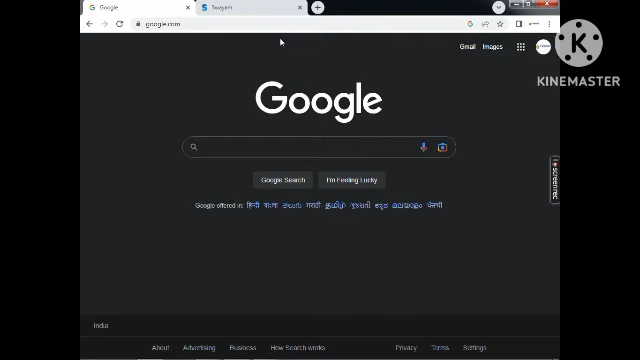 Google
Swayam
google.com
Gmail Images
KINEMASTER
Google
Google Search I'm Feeling Lucky
screenrec
Google offered in: हिन्दी বাংলা తెలుగు मराठी தமிழ் ગુજરાતી ಕನ್ನಡ മലയാളം ਪੰਜਾਬੀ
India
About Advertising Business How Search works Privacy Terms Settings